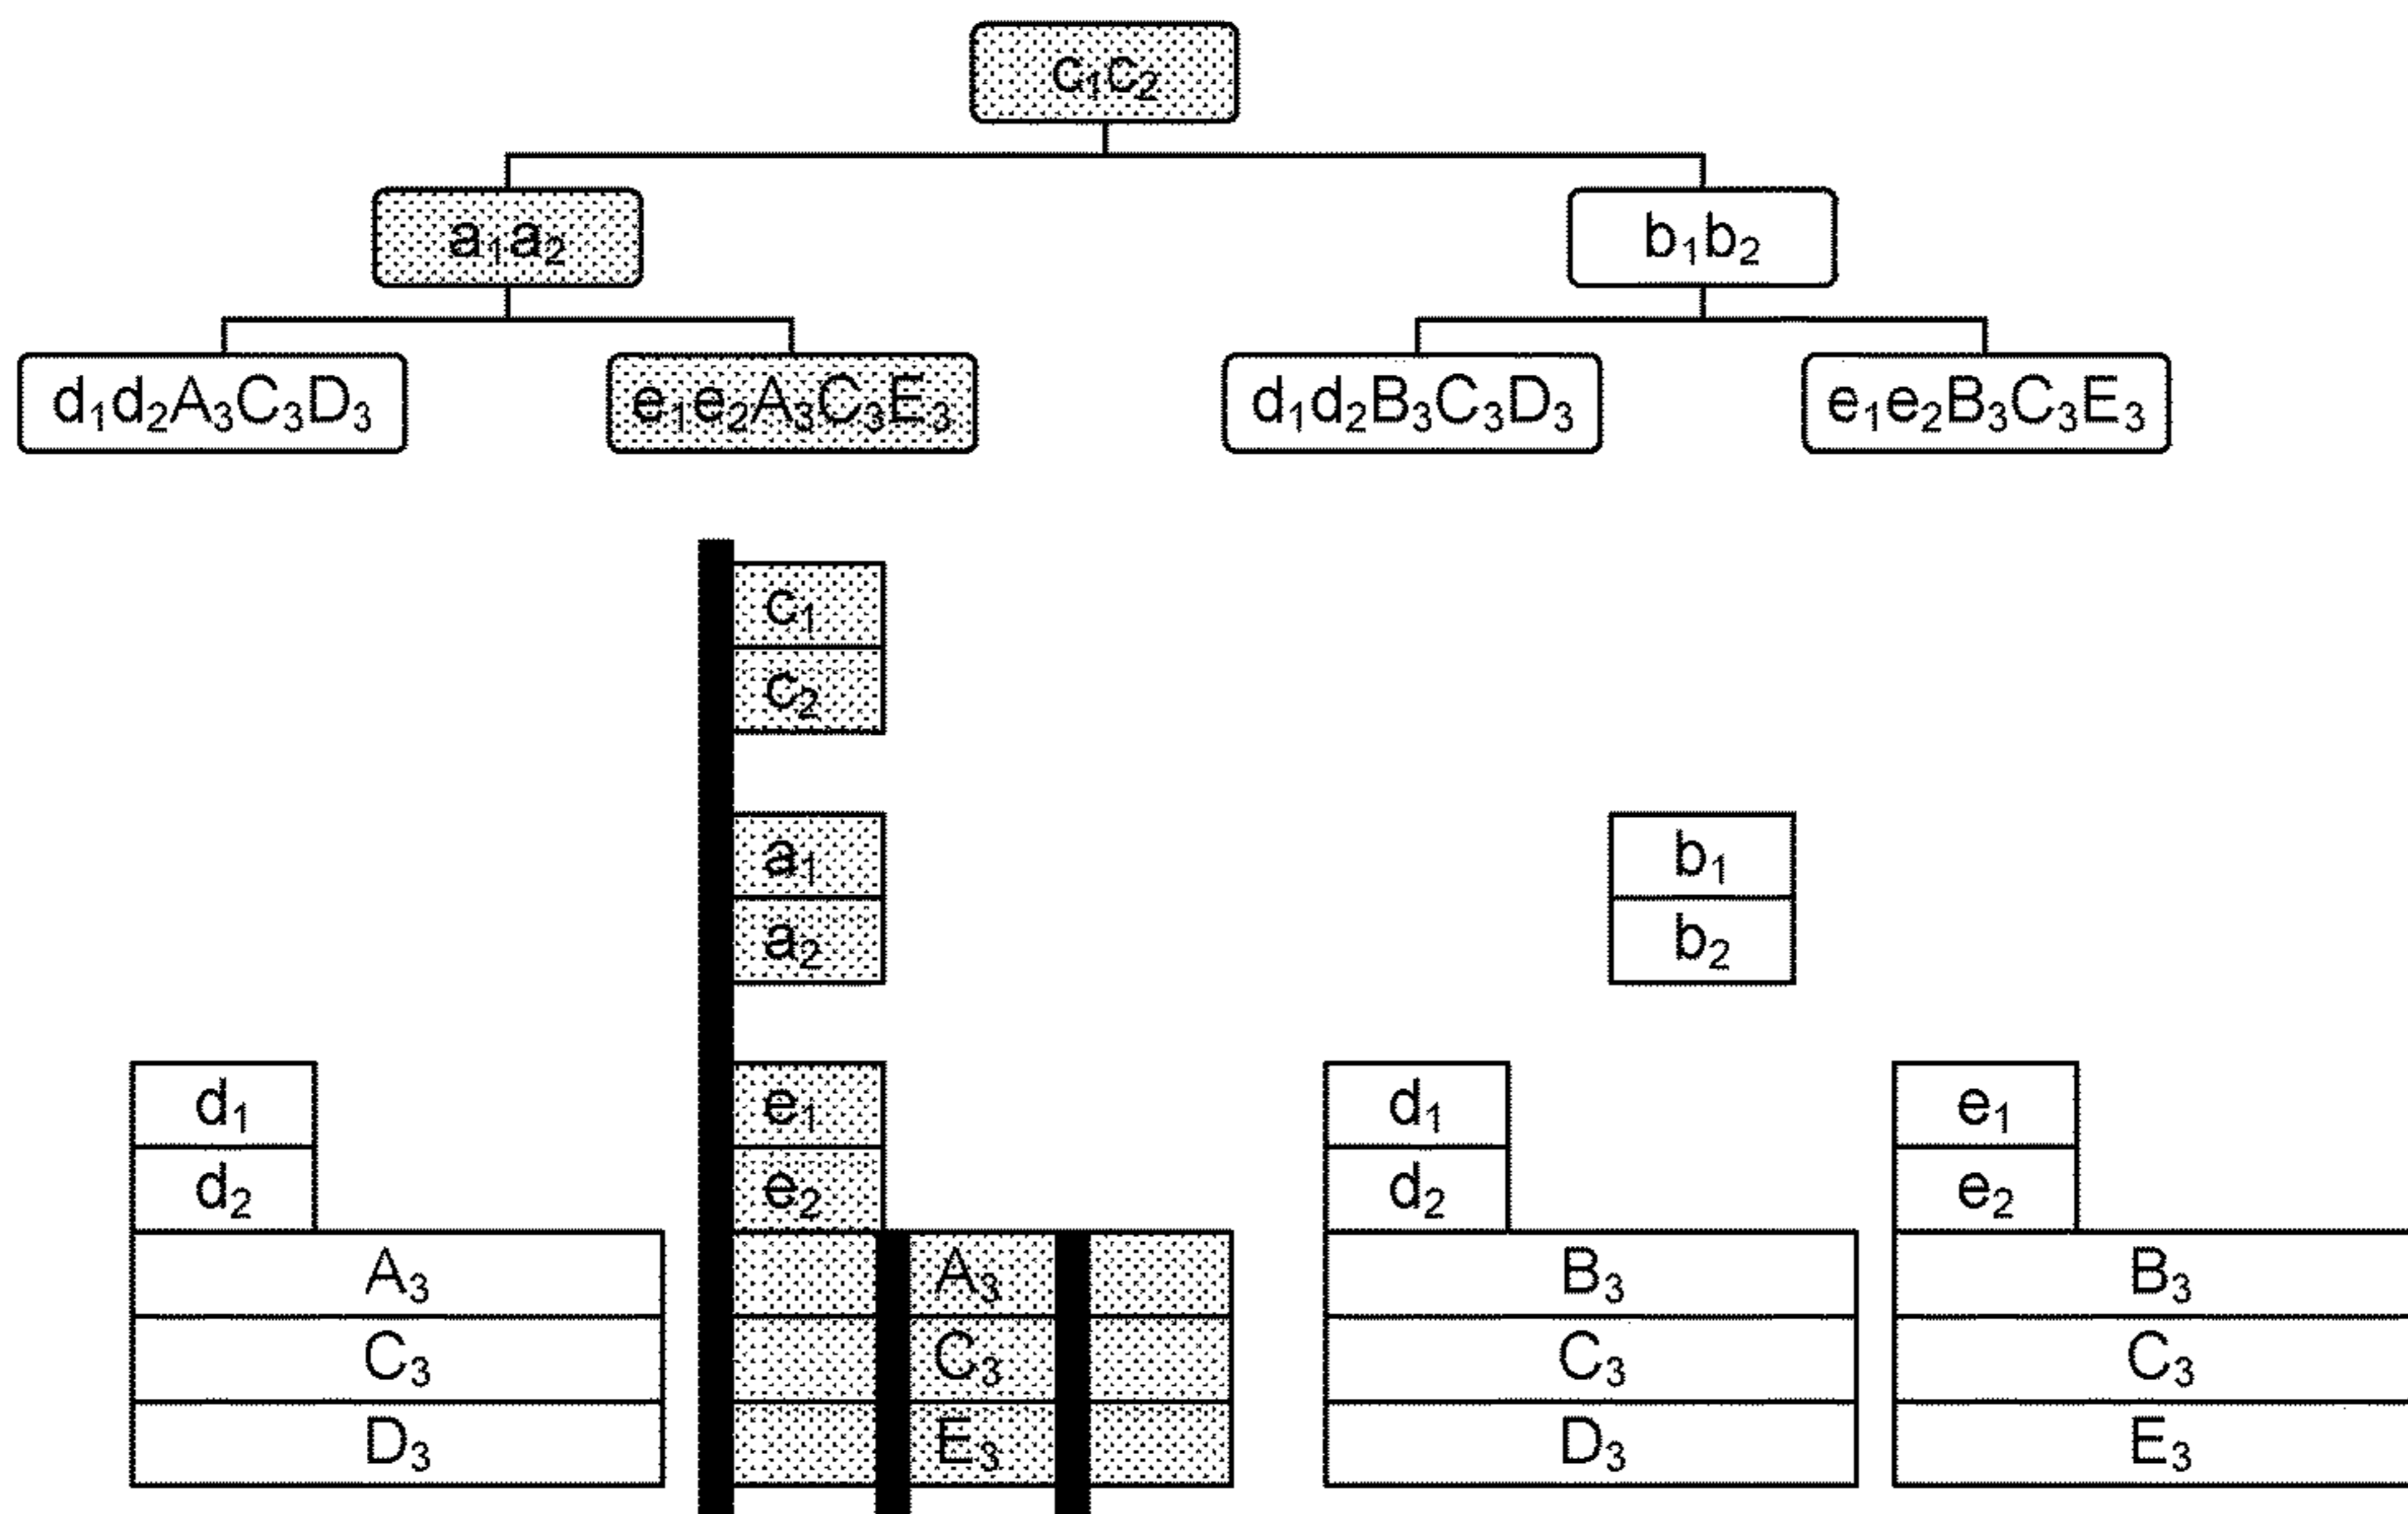 c₁c₂
a₁a₂ b₁b₂
d₁d₂A₃C₃D₃ e₁e₂A₃C₃E₃ d₁d₂B₃C₃D₃ e₁e₂B₃C₃E₃
c₁
c₂
a₁ b₁
a₂ b₂
d₁ e₁ d₁ e₁
d₂ e₂ d₂ e₂
A₃ A₃ B₃ B₃
C₃ C₃ C₃ C₃
D₃ E₃ D₃ E₃